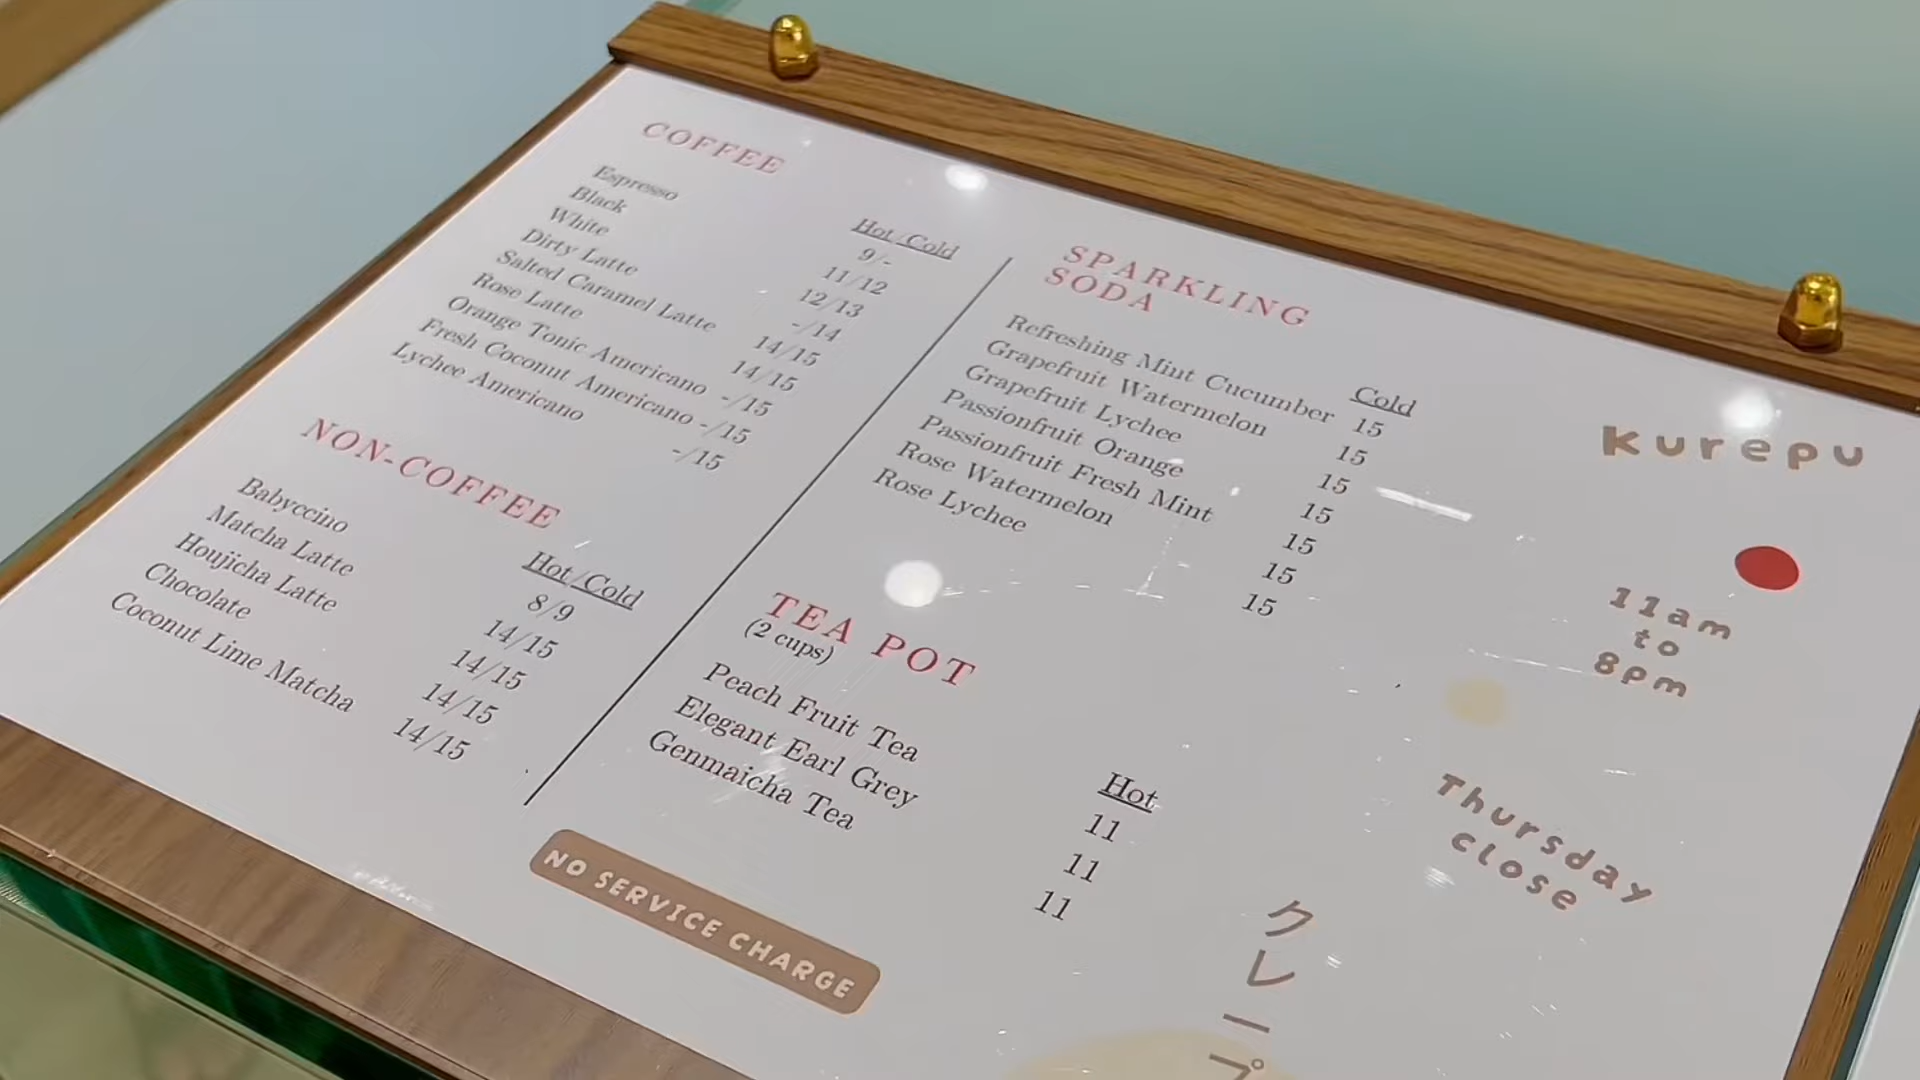 COFFEE
Hot/Cold
Espresso 9/-
Black 11/12
White 12/13
Dirty Latte -/14
Salted Caramel Latte 14/15
Rose Latte 14/15
Orange Tonic Americano -/15
Fresh Coconut Americano -/15
Lychee Americano -/15
NON-COFFEE
Hot/Cold
Babyccino 8/9
Matcha Latte 14/15
Houjicha Latte 14/15
Chocolate 14/15
Coconut Lime Matcha 14/15
SPARKLING
SODA
Cold
Refreshing Mint Cucumber 15
Grapefruit Watermelon 15
Grapefruit Lychee 15
Passionfruit Orange 15
Passionfruit Fresh Mint 15
Rose Watermelon 15
Rose Lychee 15
TEA POT
(2 cups)
Hot
Peach Fruit Tea 11
Elegant Earl Grey 11
Genmaicha Tea 11
NO SERVICE CHARGE
kurepu
11am
to
8pm
Thursday
close
クレープ